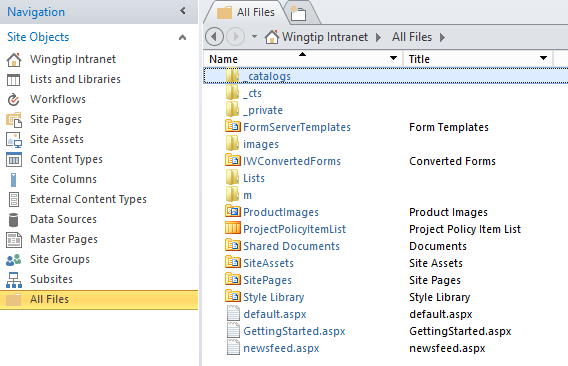 Navigation
Site Objects
Wingtip Intranet
Lists and Libraries
Workflows
Site Pages
Site Assets
Content Types
Site Columns
External Content Types
Data Sources
Master Pages
Site Groups
Subsites
All Files
All Files
Wingtip Intranet All Files
Name Title
_catalogs
_cts
_private
FormServerTemplates Form Templates
images
IWConvertedForms Converted Forms
Lists
m
ProductImages Product Images
ProjectPolicyItemList Project Policy Item List
Shared Documents Documents
SiteAssets Site Assets
SitePages Site Pages
Style Library Style Library
default.aspx default.aspx
GettingStarted.aspx GettingStarted.aspx
newsfeed.aspx newsfeed.aspx